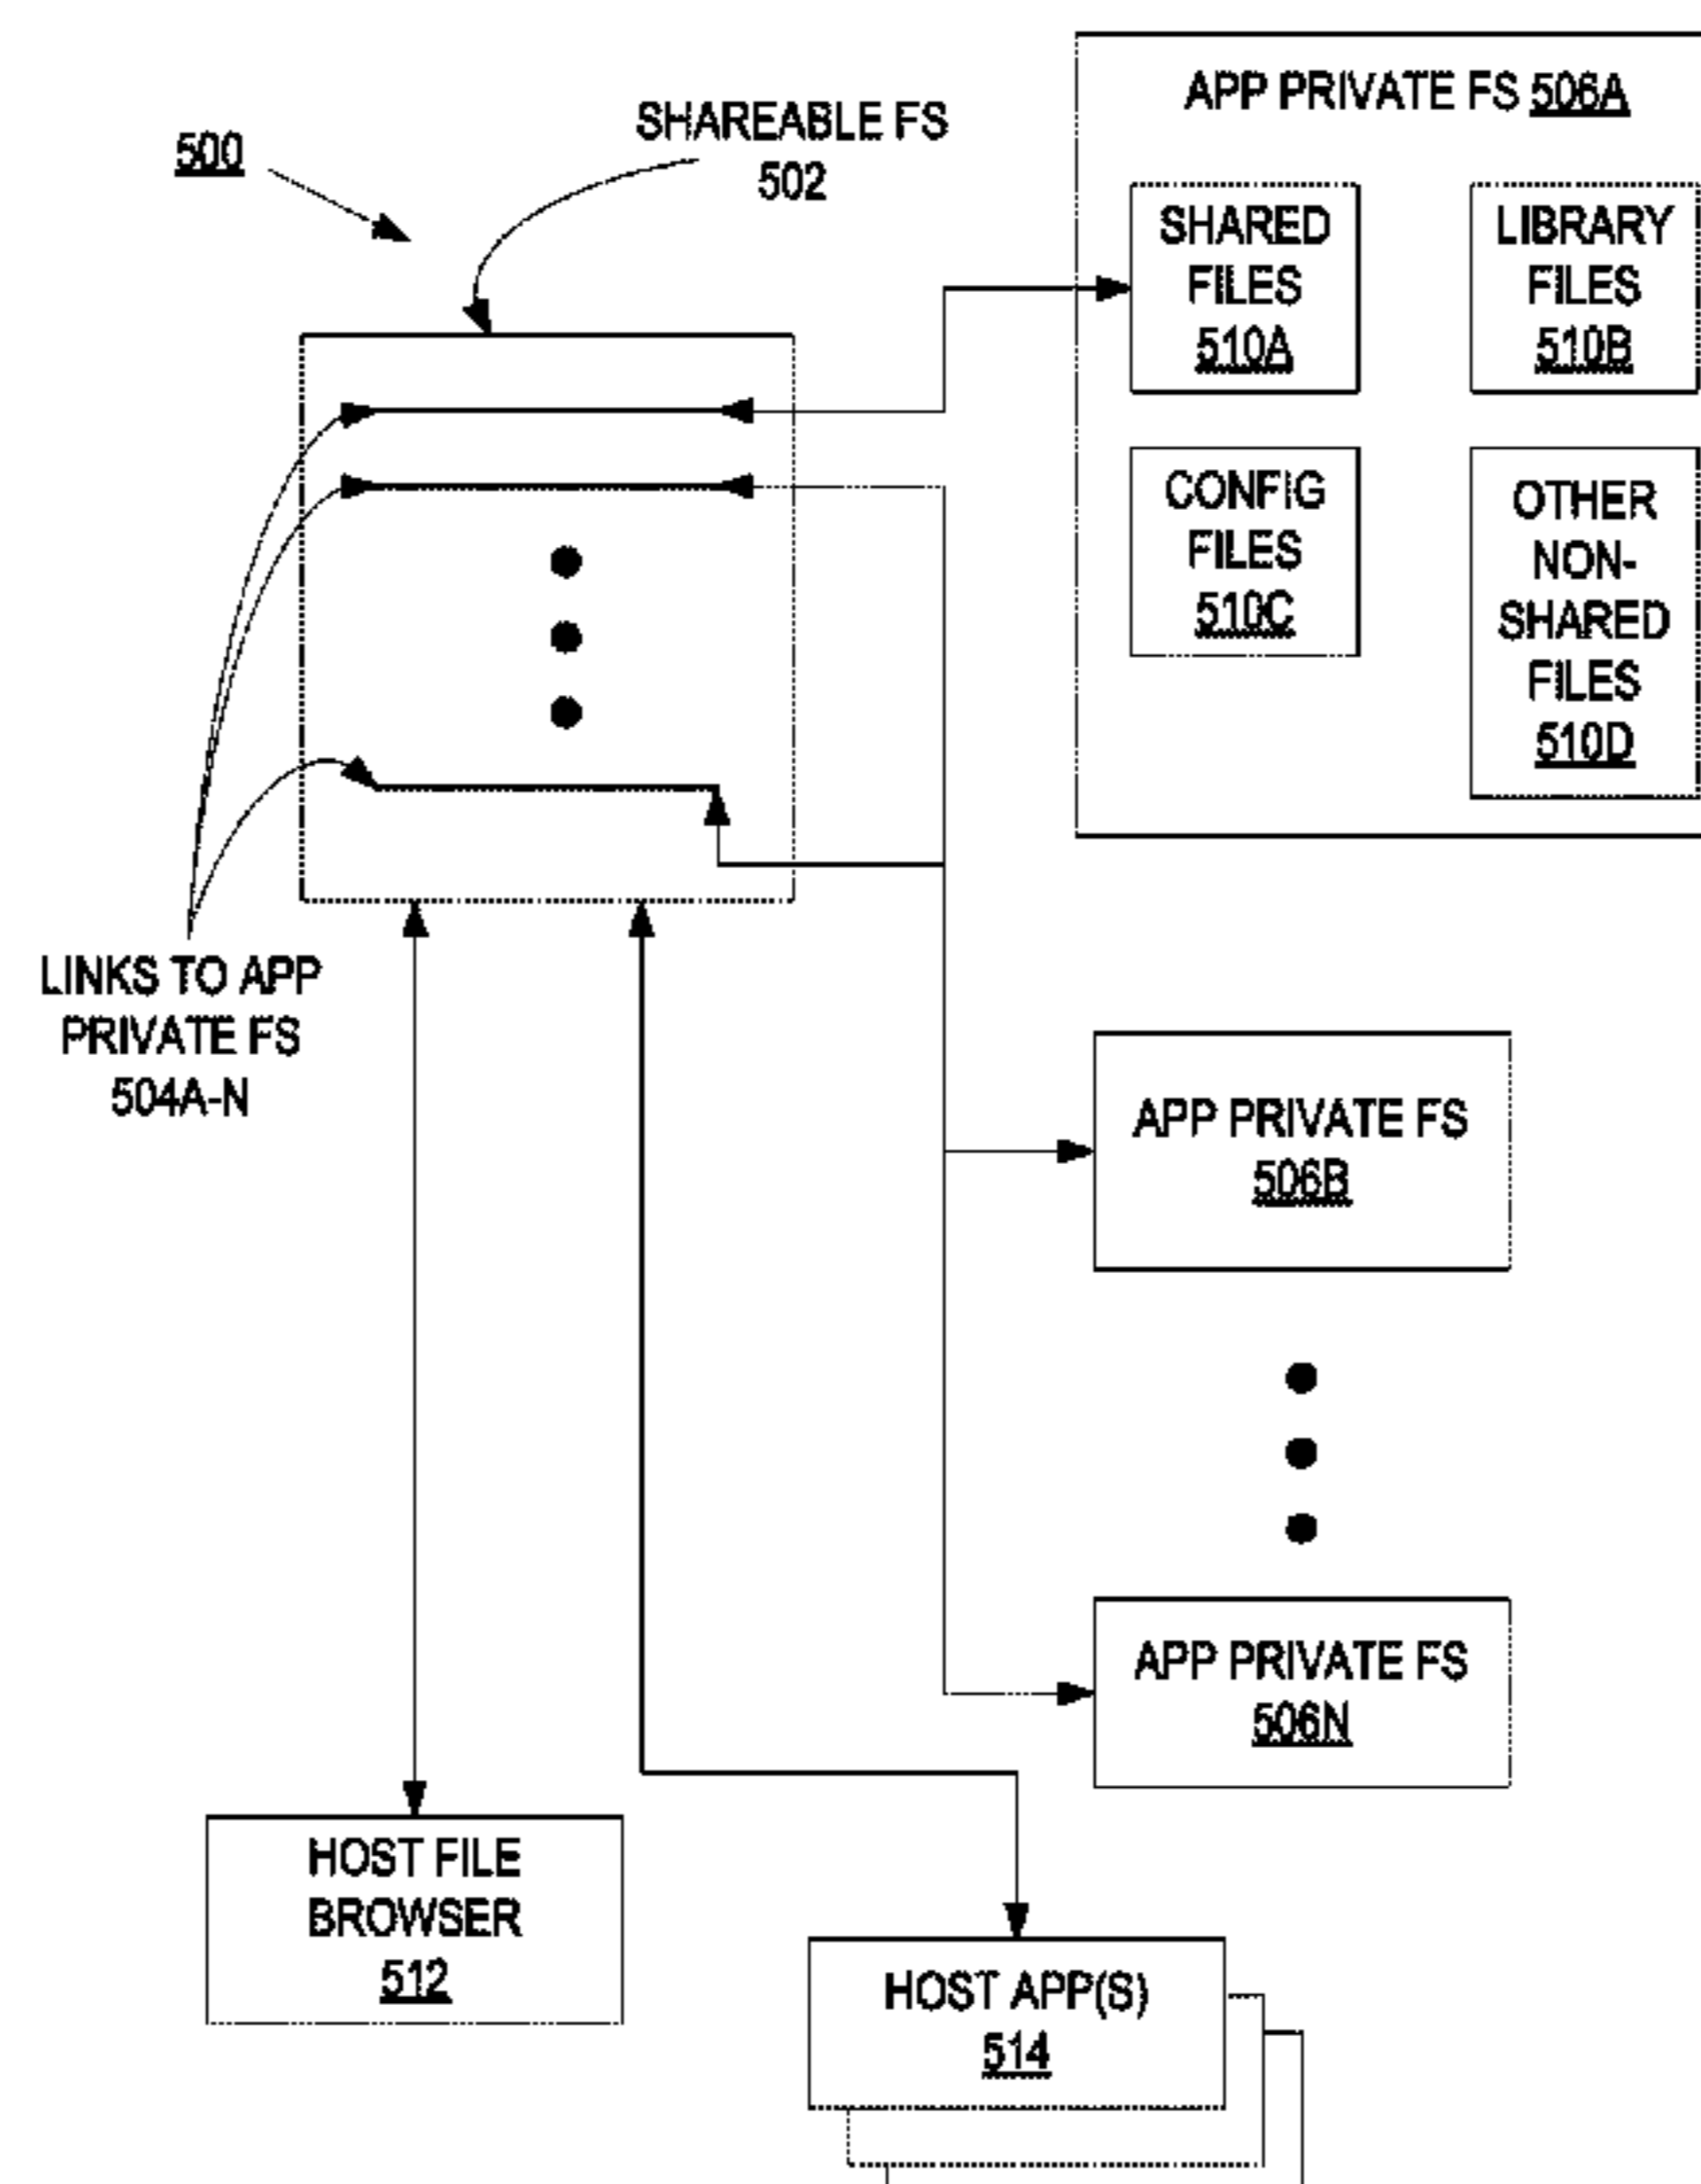 500
SHAREABLE FS
502
APP PRIVATE FS 506A
SHARED
FILES
510A
LIBRARY
FILES
510B
CONFIG
FILES
510C
OTHER
NON-
SHARED
FILES
510D
LINKS TO APP
PRIVATE FS
504A-N
APP PRIVATE FS
506B
APP PRIVATE FS
506N
HOST FILE
BROWSER
512
HOST APP(S)
514